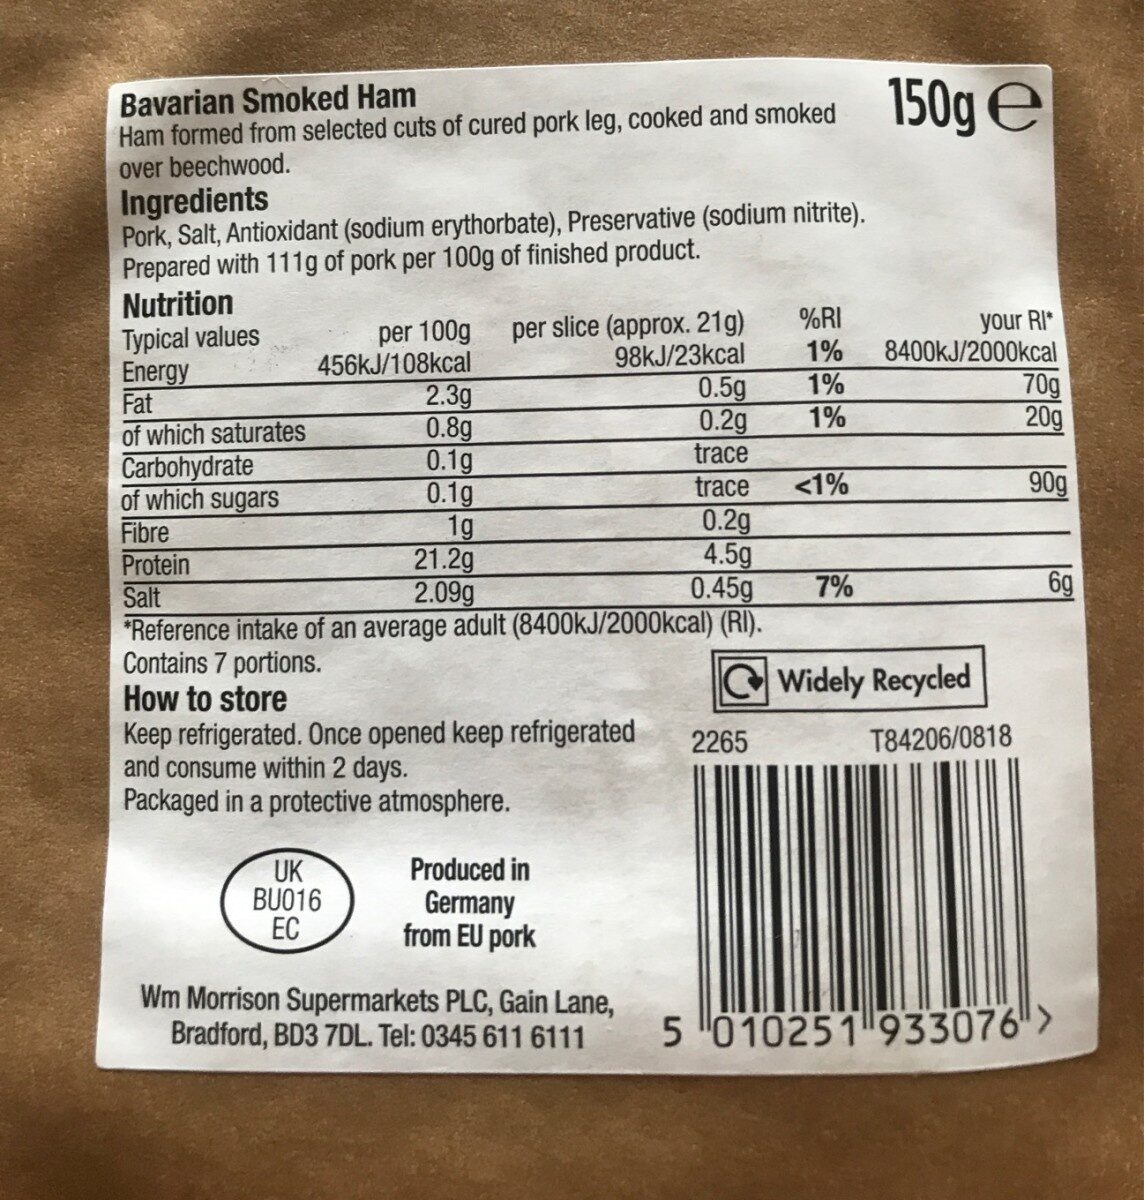 Bavarian Smoked Ham
150g e
Ham formed from selected cuts of cured pork leg, cooked and smoked
over beechwood.
Ingredients
Pork, Salt, Antioxidant (sodium erythorbate), Preservative (sodium nitrite).
Prepared with 111g of pork per 100g of finished product.
Nutrition
Typical values per 100g per slice (approx. 21g) %RI your RI*
Energy 456kJ/108kcal 98kJ/23kcal 1% 8400kJ/2000kcal
Fat 2.3g 0.5g 1% 70g
of which saturates 0.8g 0.2g 1% 20g
Carbohydrate 0.1g trace
of which sugars 0.1g trace <1% 90g
Fibre 1g 0.2g
Protein 21.2g 4.5g
Salt 2.09g 0.45g 7% 6g
*Reference intake of an average adult (8400kJ/2000kcal) (RI).
Contains 7 portions.
How to store
Keep refrigerated. Once opened keep refrigerated
and consume within 2 days.
Packaged in a protective atmosphere.
Widely Recycled
2265 T84206/0818
UK
BU016
EC
Produced in
Germany
from EU pork
Wm Morrison Supermarkets PLC, Gain Lane,
Bradford, BD3 7DL. Tel: 0345 611 6111
5 010251 933076 >